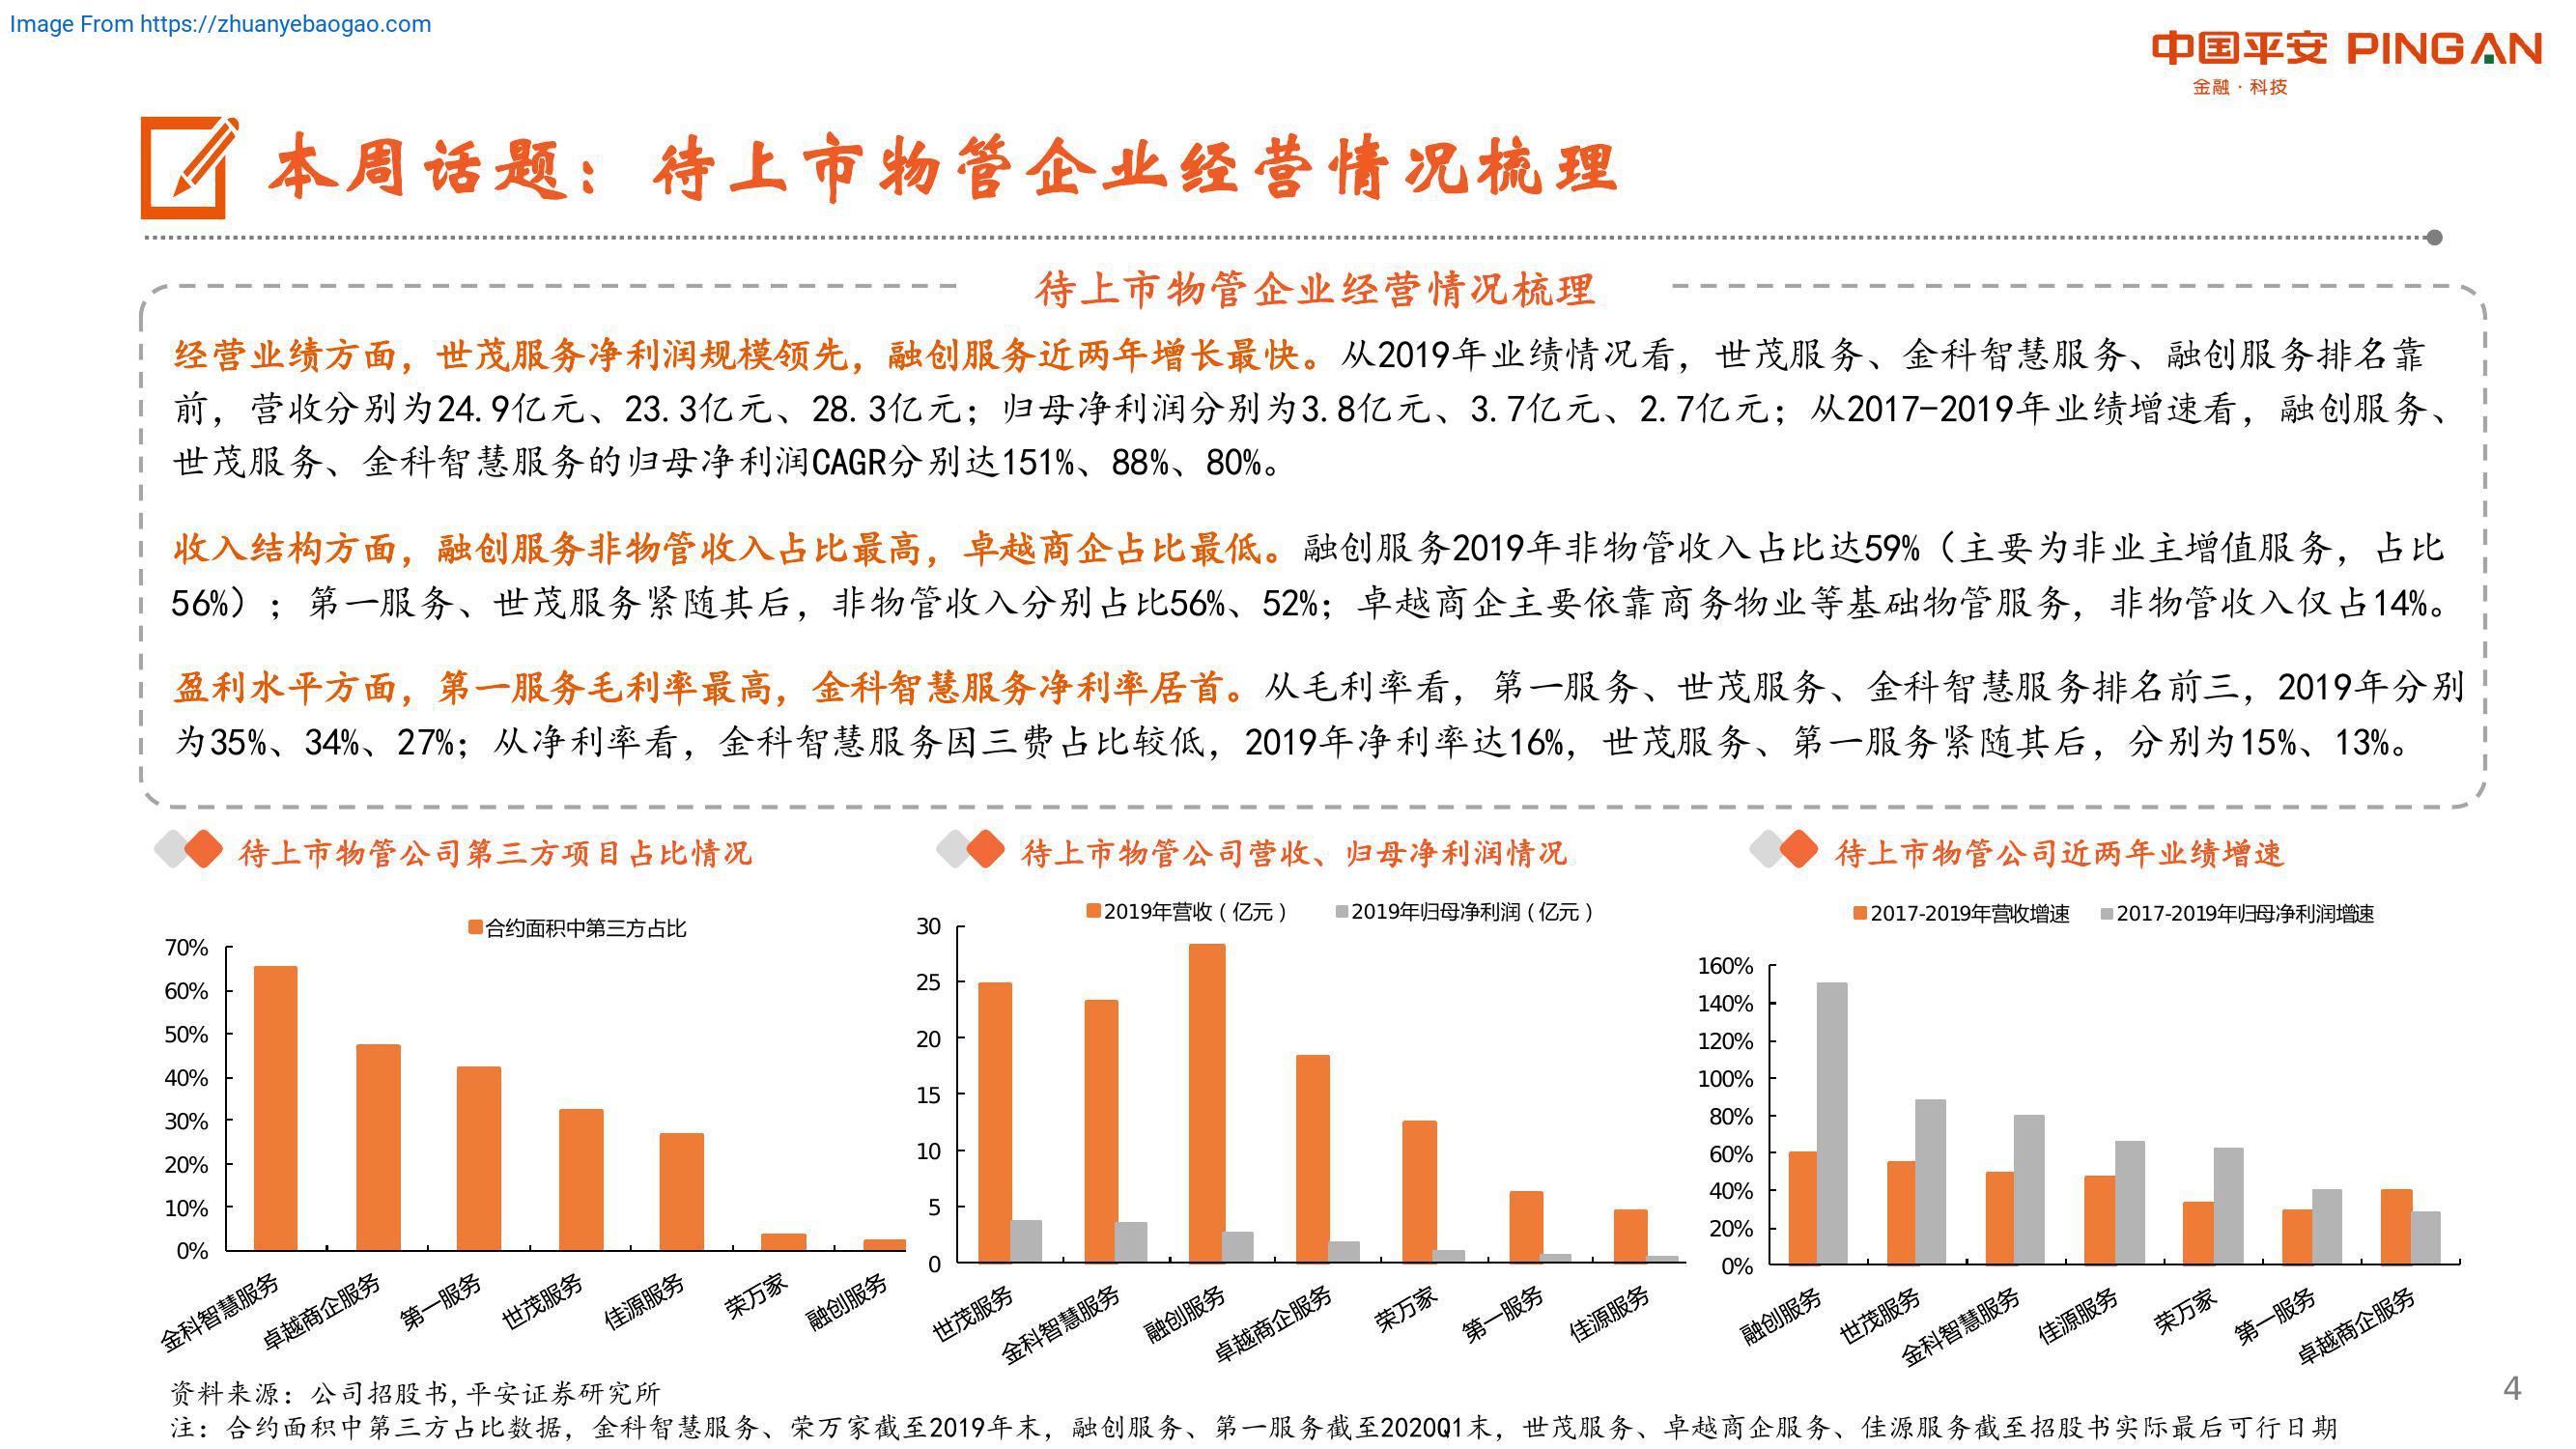 Image From https://zhuanyebaogao.com
中国平安 PINGAN
金融·科技
本周话题：待上市物管企业经营情况梳理
待上市物管企业经营情况梳理
经营业绩方面，世茂服务净利润规模领先，融创服务近两年增长最快。从2019年业绩情况看，世茂服务、金科智慧服务、融创服务排名靠
前，营收分别为24.9亿元、23.3亿元、28.3亿元；归母净利润分别为3.8亿元、3.7亿元、2.7亿元；从2017-2019年业绩增速看，融创服务、
世茂服务、金科智慧服务的归母净利润CAGR分别达151%、88%、80%。
收入结构方面，融创服务非物管收入占比最高，卓越商企占比最低。融创服务2019年非物管收入占比达59%（主要为非业主增值服务，占比
56%）；第一服务、世茂服务紧随其后，非物管收入分别占比56%、52%；卓越商企主要依靠商务物业等基础物管服务，非物管收入仅占14%。
盈利水平方面，第一服务毛利率最高，金科智慧服务净利率居首。从毛利率看，第一服务、世茂服务、金科智慧服务排名前三，2019年分别
为35%、34%、27%；从净利率看，金科智慧服务因三费占比较低，2019年净利率达16%，世茂服务、第一服务紧随其后，分别为15%、13%。
待上市物管公司第三方项目占比情况
合约面积中第三方占比
70%
60%
50%
40%
30%
20%
10%
0%
金科智慧服务
卓越商企服务
第一服务
世茂服务
佳源服务
荣万家
融创服务
待上市物管公司营收、归母净利润情况
2019年营收（亿元）
2019年归母净利润（亿元）
30
25
20
15
10
5
0
世茂服务
金科智慧服务
融创服务
卓越商企服务
荣万家
第一服务
佳源服务
待上市物管公司近两年业绩增速
2017-2019年营收增速
2017-2019年归母净利润增速
160%
140%
120%
100%
80%
60%
40%
20%
0%
融创服务
世茂服务
金科智慧服务
佳源服务
荣万家
第一服务
卓越商企服务
资料来源：公司招股书,平安证券研究所
注：合约面积中第三方占比数据，金科智慧服务、荣万家截至2019年末，融创服务、第一服务截至2020Q1末，世茂服务、卓越商企服务、佳源服务截至招股书实际最后可行日期
4